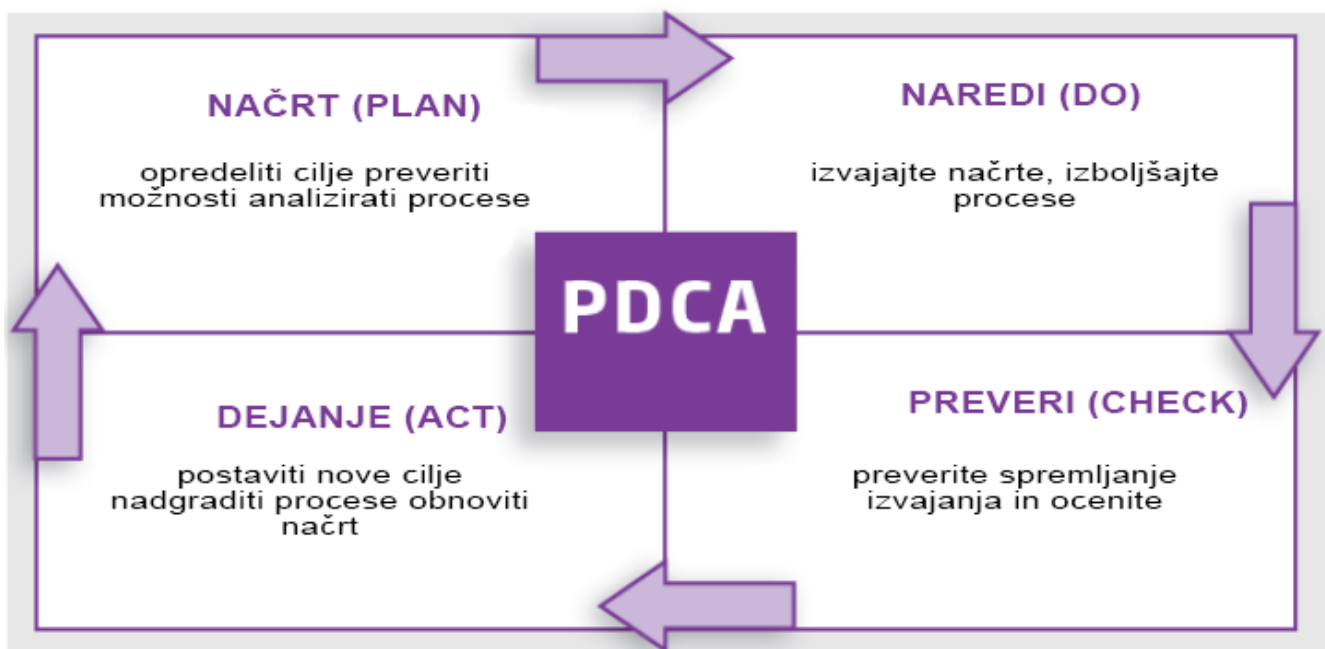 NAČRT (PLAN)
opredeliti cilje preveriti
možnosti analizirati procese
NAREDI (DO)
izvajajte načrte, izboljšajte
procese
PDCA
DEJANJE (ACT)
postaviti nove cilje
nadgraditi procese obnoviti
načrt
PREVERI (CHECK)
preverite spremljanje
izvajanja in ocenite